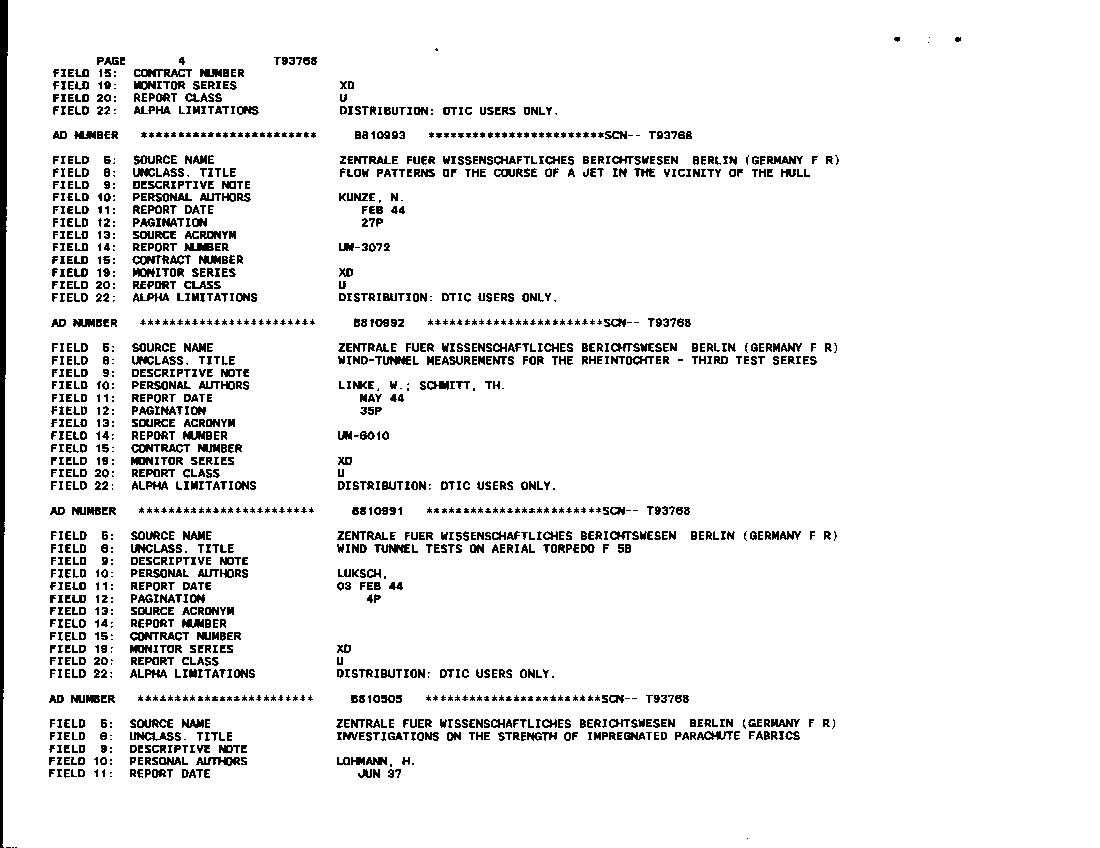 PAGE 4 T93768
FIELD 15: CONTRACT NUMBER
FIELD 19: MONITOR SERIES XD
FIELD 20: REPORT CLASS U
FIELD 22: ALPHA LIMITATIONS DISTRIBUTION: DTIC USERS ONLY.
AD NUMBER ************************ B810993 ************************SCN-- T93768
FIELD 5: SOURCE NAME ZENTRALE FUER WISSENSCHAFTLICHES BERICHTSWESEN BERLIN (GERMANY F R)
FIELD 6: UNCLASS. TITLE FLOW PATTERNS OF THE COURSE OF A JET IN THE VICINITY OF THE HULL
FIELD 9: DESCRIPTIVE NOTE
FIELD 10: PERSONAL AUTHORS KUNZE, N.
FIELD 11: REPORT DATE FEB 44
FIELD 12: PAGINATION 27P
FIELD 13: SOURCE ACRONYM
FIELD 14: REPORT NUMBER UM-3072
FIELD 15: CONTRACT NUMBER
FIELD 19: MONITOR SERIES XD
FIELD 20: REPORT CLASS U
FIELD 22: ALPHA LIMITATIONS DISTRIBUTION: DTIC USERS ONLY.
AD NUMBER ************************ B810992 ************************SCN-- T93768
FIELD 5: SOURCE NAME ZENTRALE FUER WISSENSCHAFTLICHES BERICHTSWESEN BERLIN (GERMANY F R)
FIELD 6: UNCLASS. TITLE WIND-TUNNEL MEASUREMENTS FOR THE RHEINTOCHTER - THIRD TEST SERIES
FIELD 9: DESCRIPTIVE NOTE
FIELD 10: PERSONAL AUTHORS LINKE, W.; SCHMITT, TH.
FIELD 11: REPORT DATE MAY 44
FIELD 12: PAGINATION 35P
FIELD 13: SOURCE ACRONYM
FIELD 14: REPORT NUMBER UM-6010
FIELD 15: CONTRACT NUMBER
FIELD 19: MONITOR SERIES XD
FIELD 20: REPORT CLASS U
FIELD 22: ALPHA LIMITATIONS DISTRIBUTION: DTIC USERS ONLY.
AD NUMBER ************************ B810991 ************************SCN-- T93768
FIELD 5: SOURCE NAME ZENTRALE FUER WISSENSCHAFTLICHES BERICHTSWESEN BERLIN (GERMANY F R)
FIELD 6: UNCLASS. TITLE WIND TUNNEL TESTS ON AERIAL TORPEDO F 5B
FIELD 9: DESCRIPTIVE NOTE
FIELD 10: PERSONAL AUTHORS LUKSCH,
FIELD 11: REPORT DATE 03 FEB 44
FIELD 12: PAGINATION 4P
FIELD 13: SOURCE ACRONYM
FIELD 14: REPORT NUMBER
FIELD 15: CONTRACT NUMBER
FIELD 19: MONITOR SERIES XD
FIELD 20: REPORT CLASS U
FIELD 22: ALPHA LIMITATIONS DISTRIBUTION: DTIC USERS ONLY.
AD NUMBER ************************ B810505 ************************SCN-- T93768
FIELD 5: SOURCE NAME ZENTRALE FUER WISSENSCHAFTLICHES BERICHTSWESEN BERLIN (GERMANY F R)
FIELD 6: UNCLASS. TITLE INVESTIGATIONS ON THE STRENGTH OF IMPREGNATED PARACHUTE FABRICS
FIELD 9: DESCRIPTIVE NOTE
FIELD 10: PERSONAL AUTHORS LOHMANN, H.
FIELD 11: REPORT DATE JUN 37